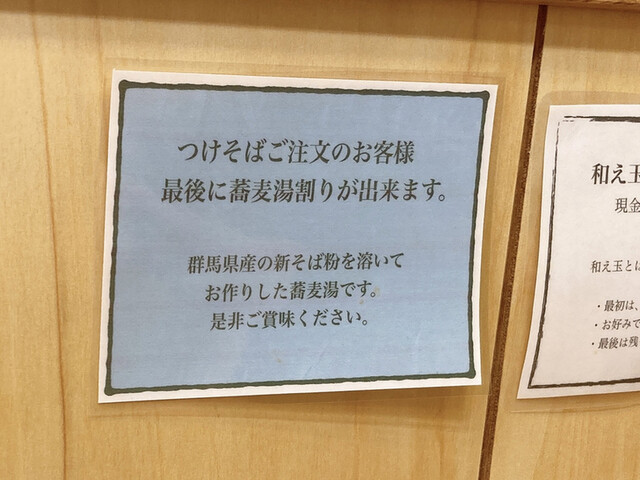 つけそばご注文のお客様
最後に蕎麦湯割りが出来ます。
群馬県産の新そば粉を溶いて
お作りした蕎麦湯です。
是非ご賞味ください。
和え玉
現金
和え玉とは
・最初は、
・お好みで
・最後は残